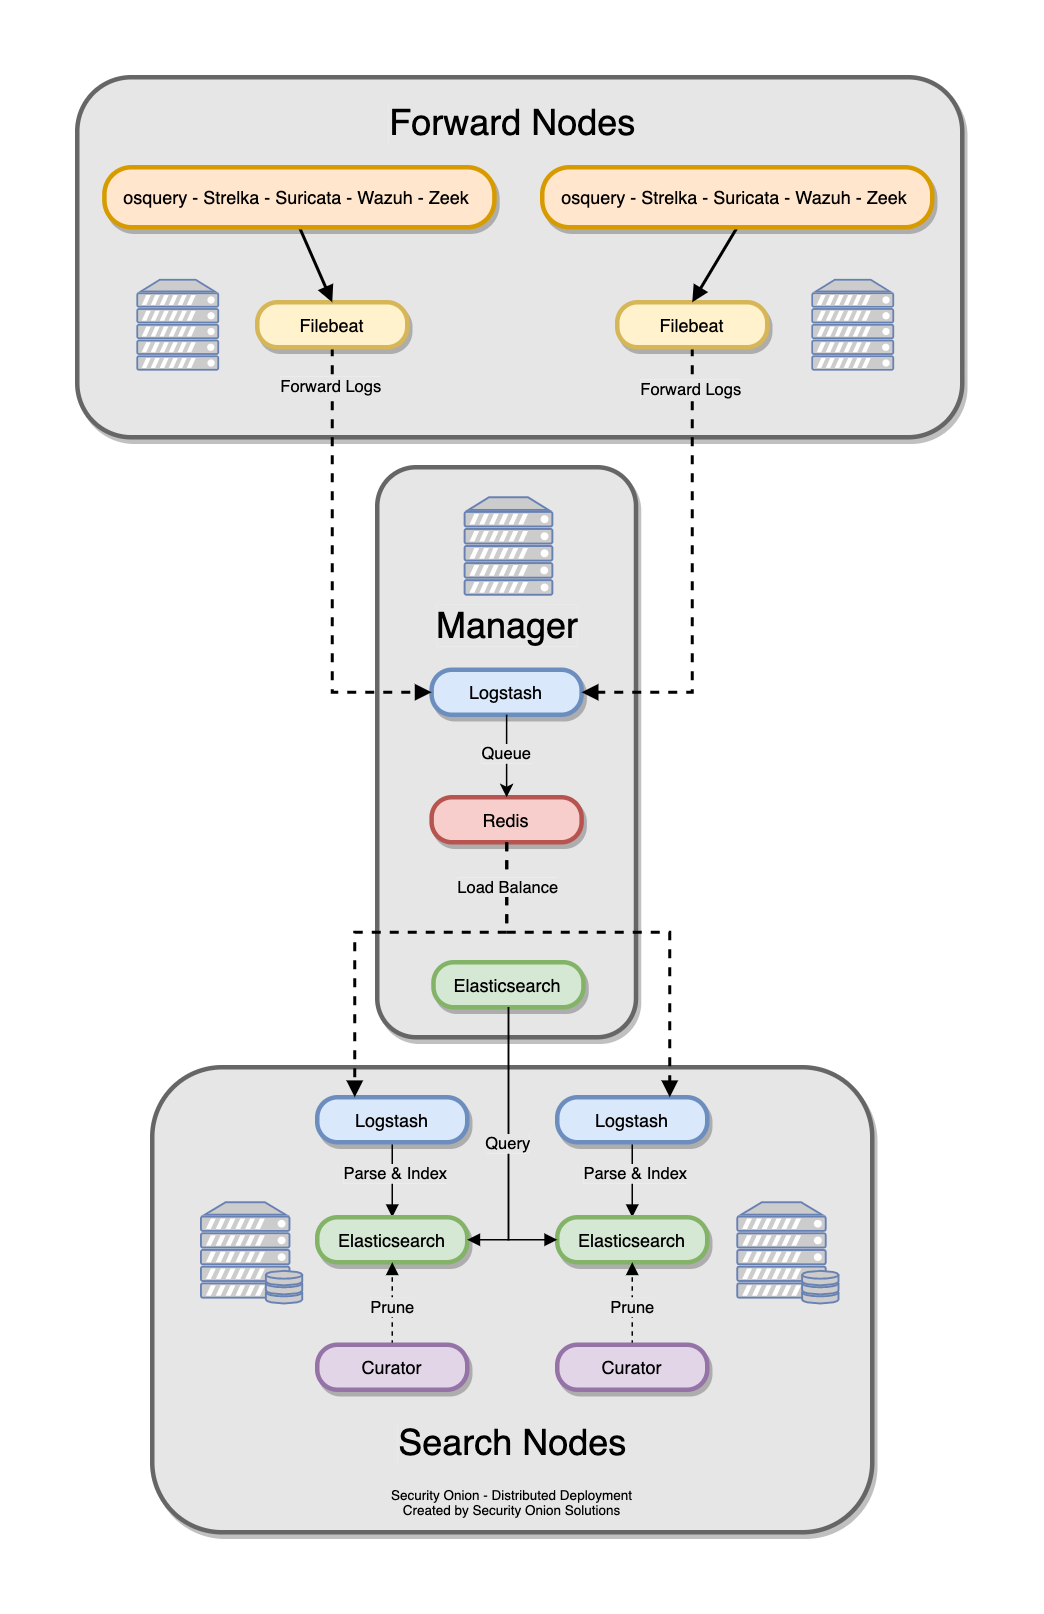 Forward Nodes
osquery - Strelka - Suricata - Wazuh - Zeek
osquery - Strelka - Suricata - Wazuh - Zeek
Filebeat
Filebeat
Forward Logs
Forward Logs
Manager
Logstash
Queue
Redis
Load Balance
Elasticsearch
Logstash
Logstash
Query
Parse & Index
Parse & Index
Elasticsearch
Elasticsearch
Prune
Prune
Curator
Curator
Search Nodes
Security Onion - Distributed Deployment
Created by Security Onion Solutions